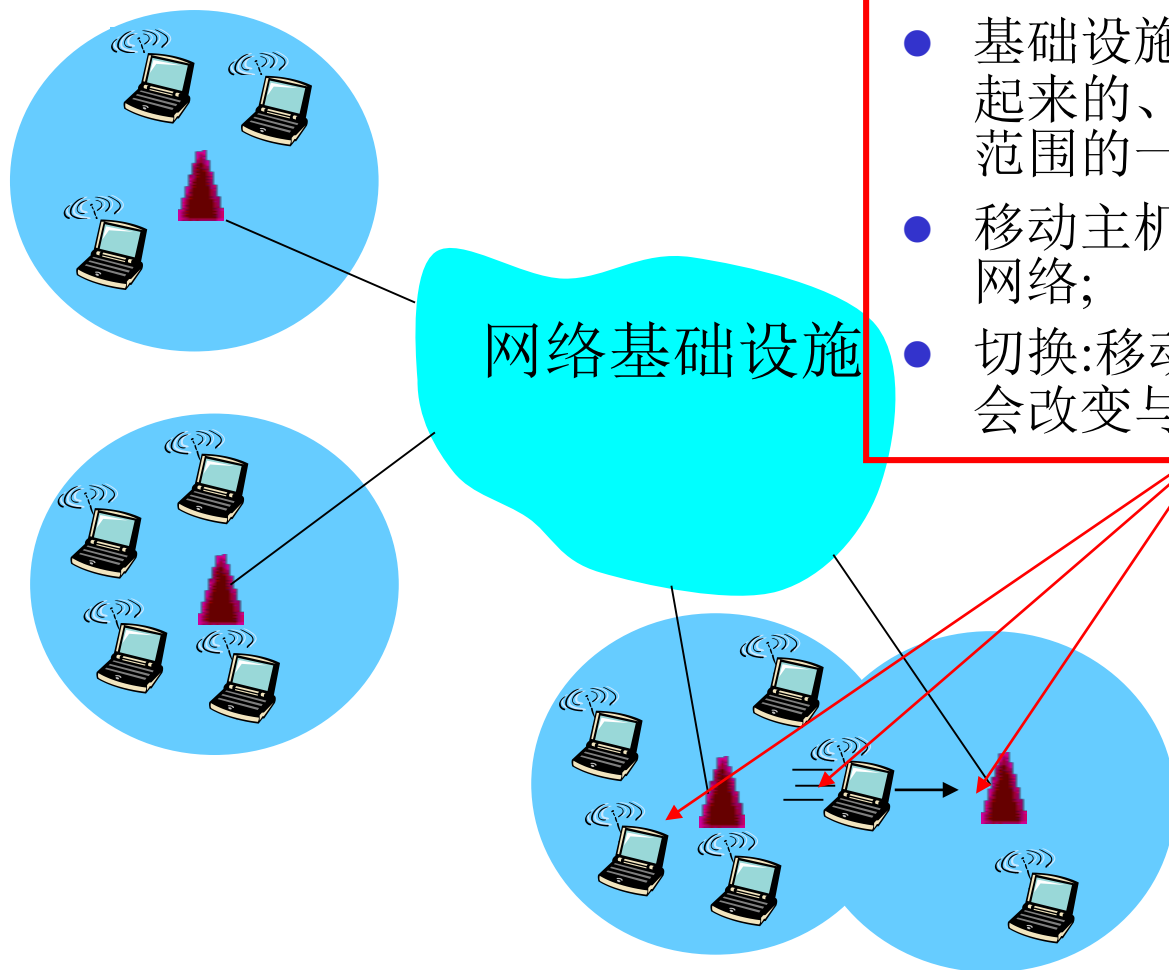 基础设施
起来的、
范围的一
移动主机
网络;
切换:移动
会改变与
网络基础设施